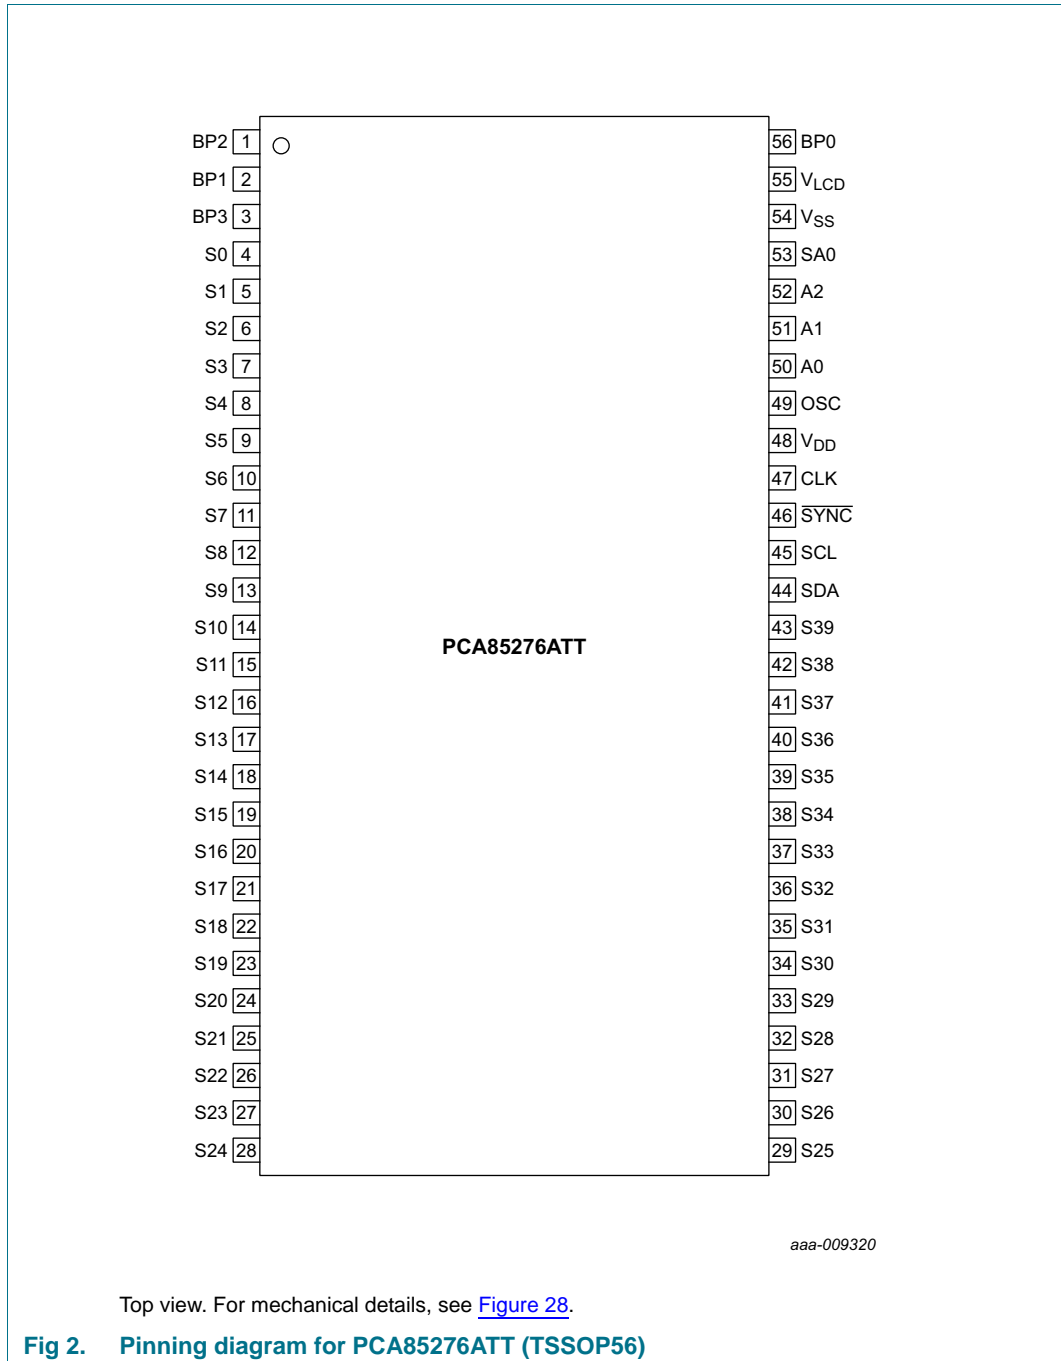 BP2 1 56 BP0
BP1 2 55 VLCD
BP3 3 54 VSS
S0 4 53 SA0
S1 5 52 A2
S2 6 51 A1
S3 7 50 A0
S4 8 49 OSC
S5 9 48 VDD
S6 10 47 CLK
S7 11 46 SYNC
S8 12 45 SCL
S9 13 44 SDA
S10 14 43 S39
PCA85276ATT
S11 15 42 S38
S12 16 41 S37
S13 17 40 S36
S14 18 39 S35
S15 19 38 S34
S16 20 37 S33
S17 21 36 S32
S18 22 35 S31
S19 23 34 S30
S20 24 33 S29
S21 25 32 S28
S22 26 31 S27
S23 27 30 S26
S24 28 29 S25
aaa-009320
Top view. For mechanical details, see Figure 28.
Fig 2. Pinning diagram for PCA85276ATT (TSSOP56)